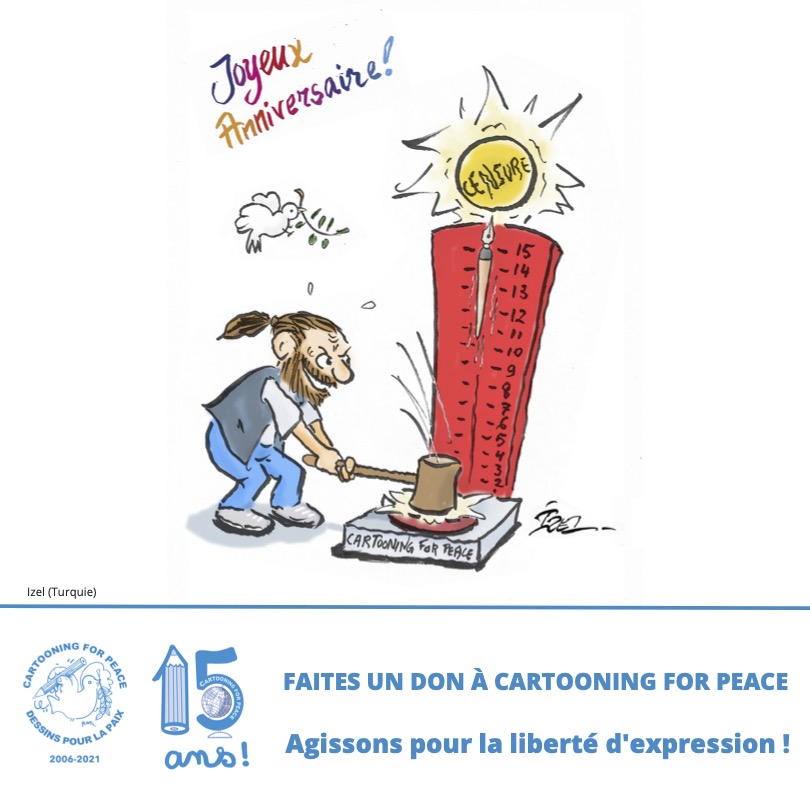 Joyeux
Anniversaire!
CENSURE
15
14
13
12
11
10
9
8
7
6
5
4
3
2
CARTOONING FOR PEACE
IZEL
Izel (Turquie)
CARTOONING FOR PEACE
DESSINS POUR LA PAIX
2006-2021
15
CARTOONING FOR PEACE
ans!
FAITES UN DON À CARTOONING FOR PEACE
Agissons pour la liberté d'expression !